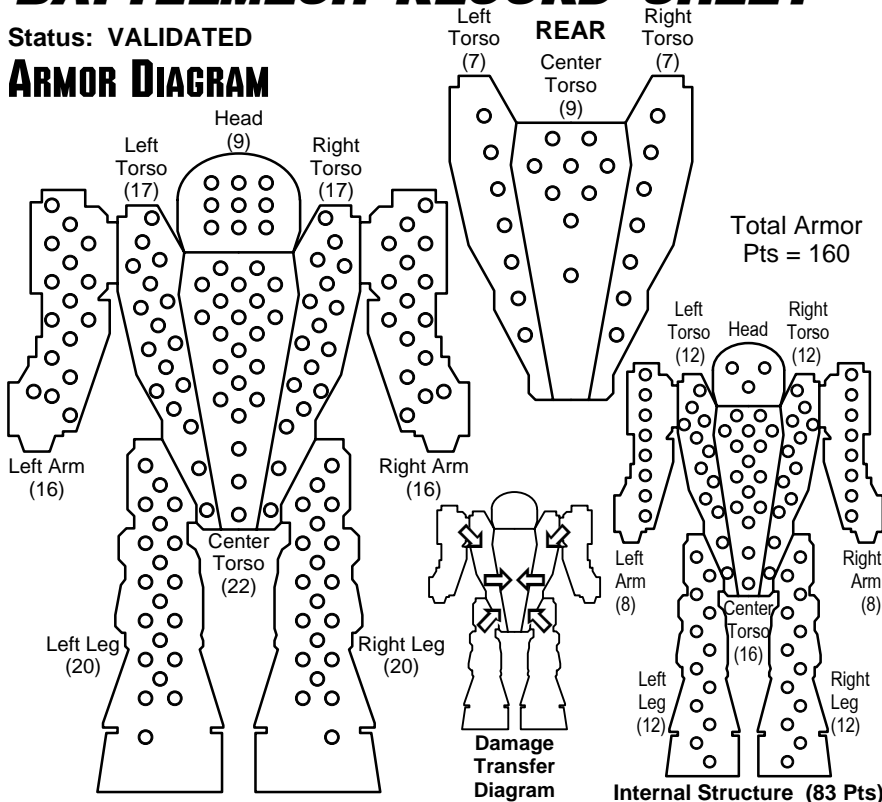 BATTLEMECH RECORD SHEET
Status: VALIDATED
ARMOR DIAGRAM
Head
(9)
Left
Torso
(17)
Right
Torso
(17)
Left Arm
(16)
Right Arm
(16)
Center
Torso
(22)
Left Leg
(20)
Right Leg
(20)
REAR
Left
Torso
(7)
Center
Torso
(9)
Right
Torso
(7)
Total Armor
Pts = 160
Damage
Transfer
Diagram
Left
Torso
(12)
Head
Right
Torso
(12)
Left
Arm
(8)
Right
Arm
(8)
Center
Torso
(16)
Left
Leg
(12)
Right
Leg
(12)
Internal Structure (83 Pts)